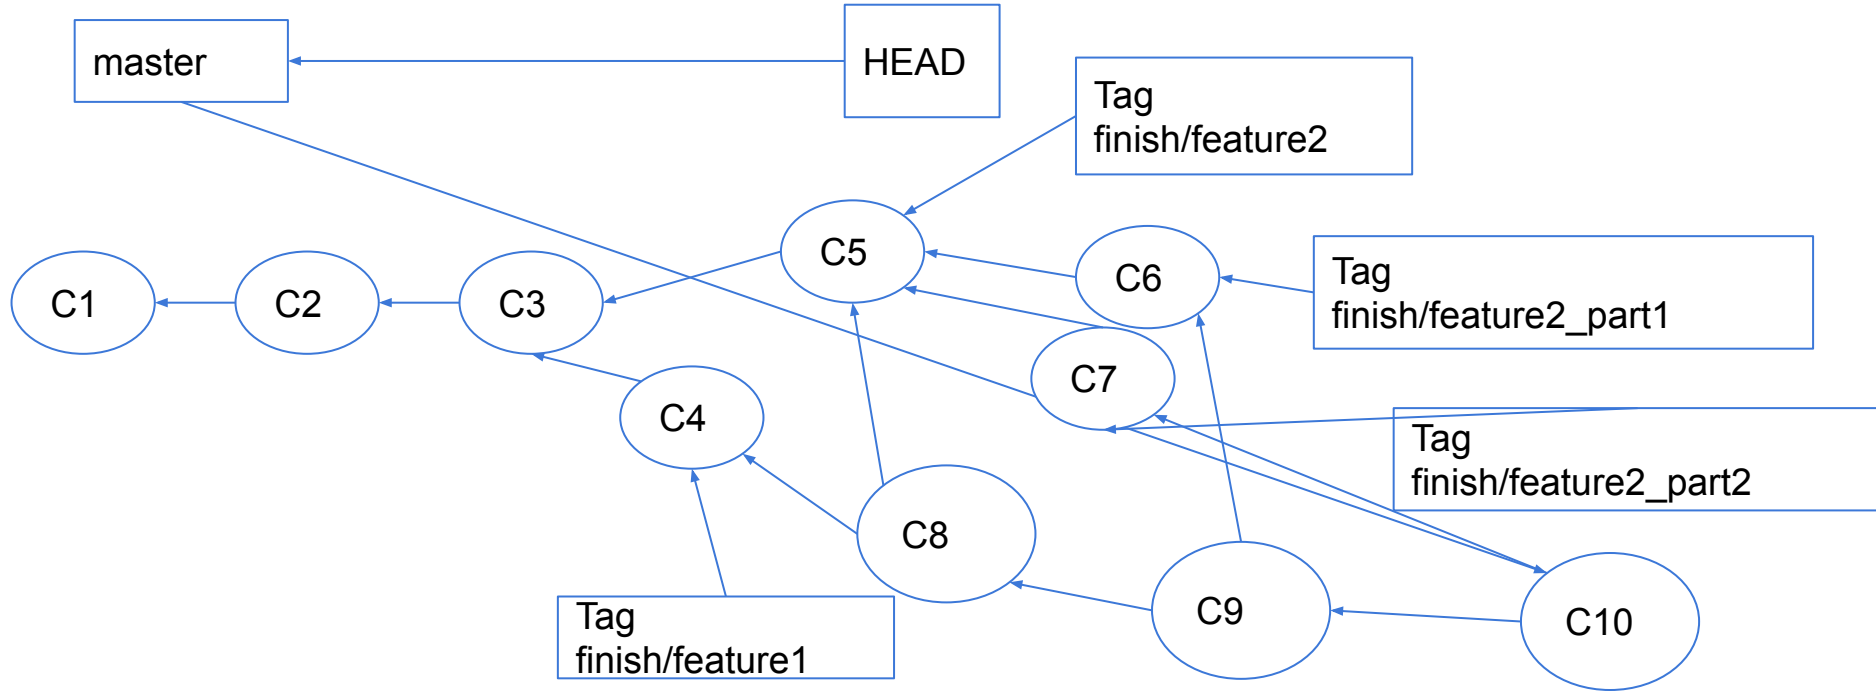 master
HEAD
Tag
finish/feature2
C5
C6
Tag
finish/feature2_part1
C1
C2
C3
C7
C4
Tag
finish/feature2_part2
C8
C9
C10
Tag
finish/feature1